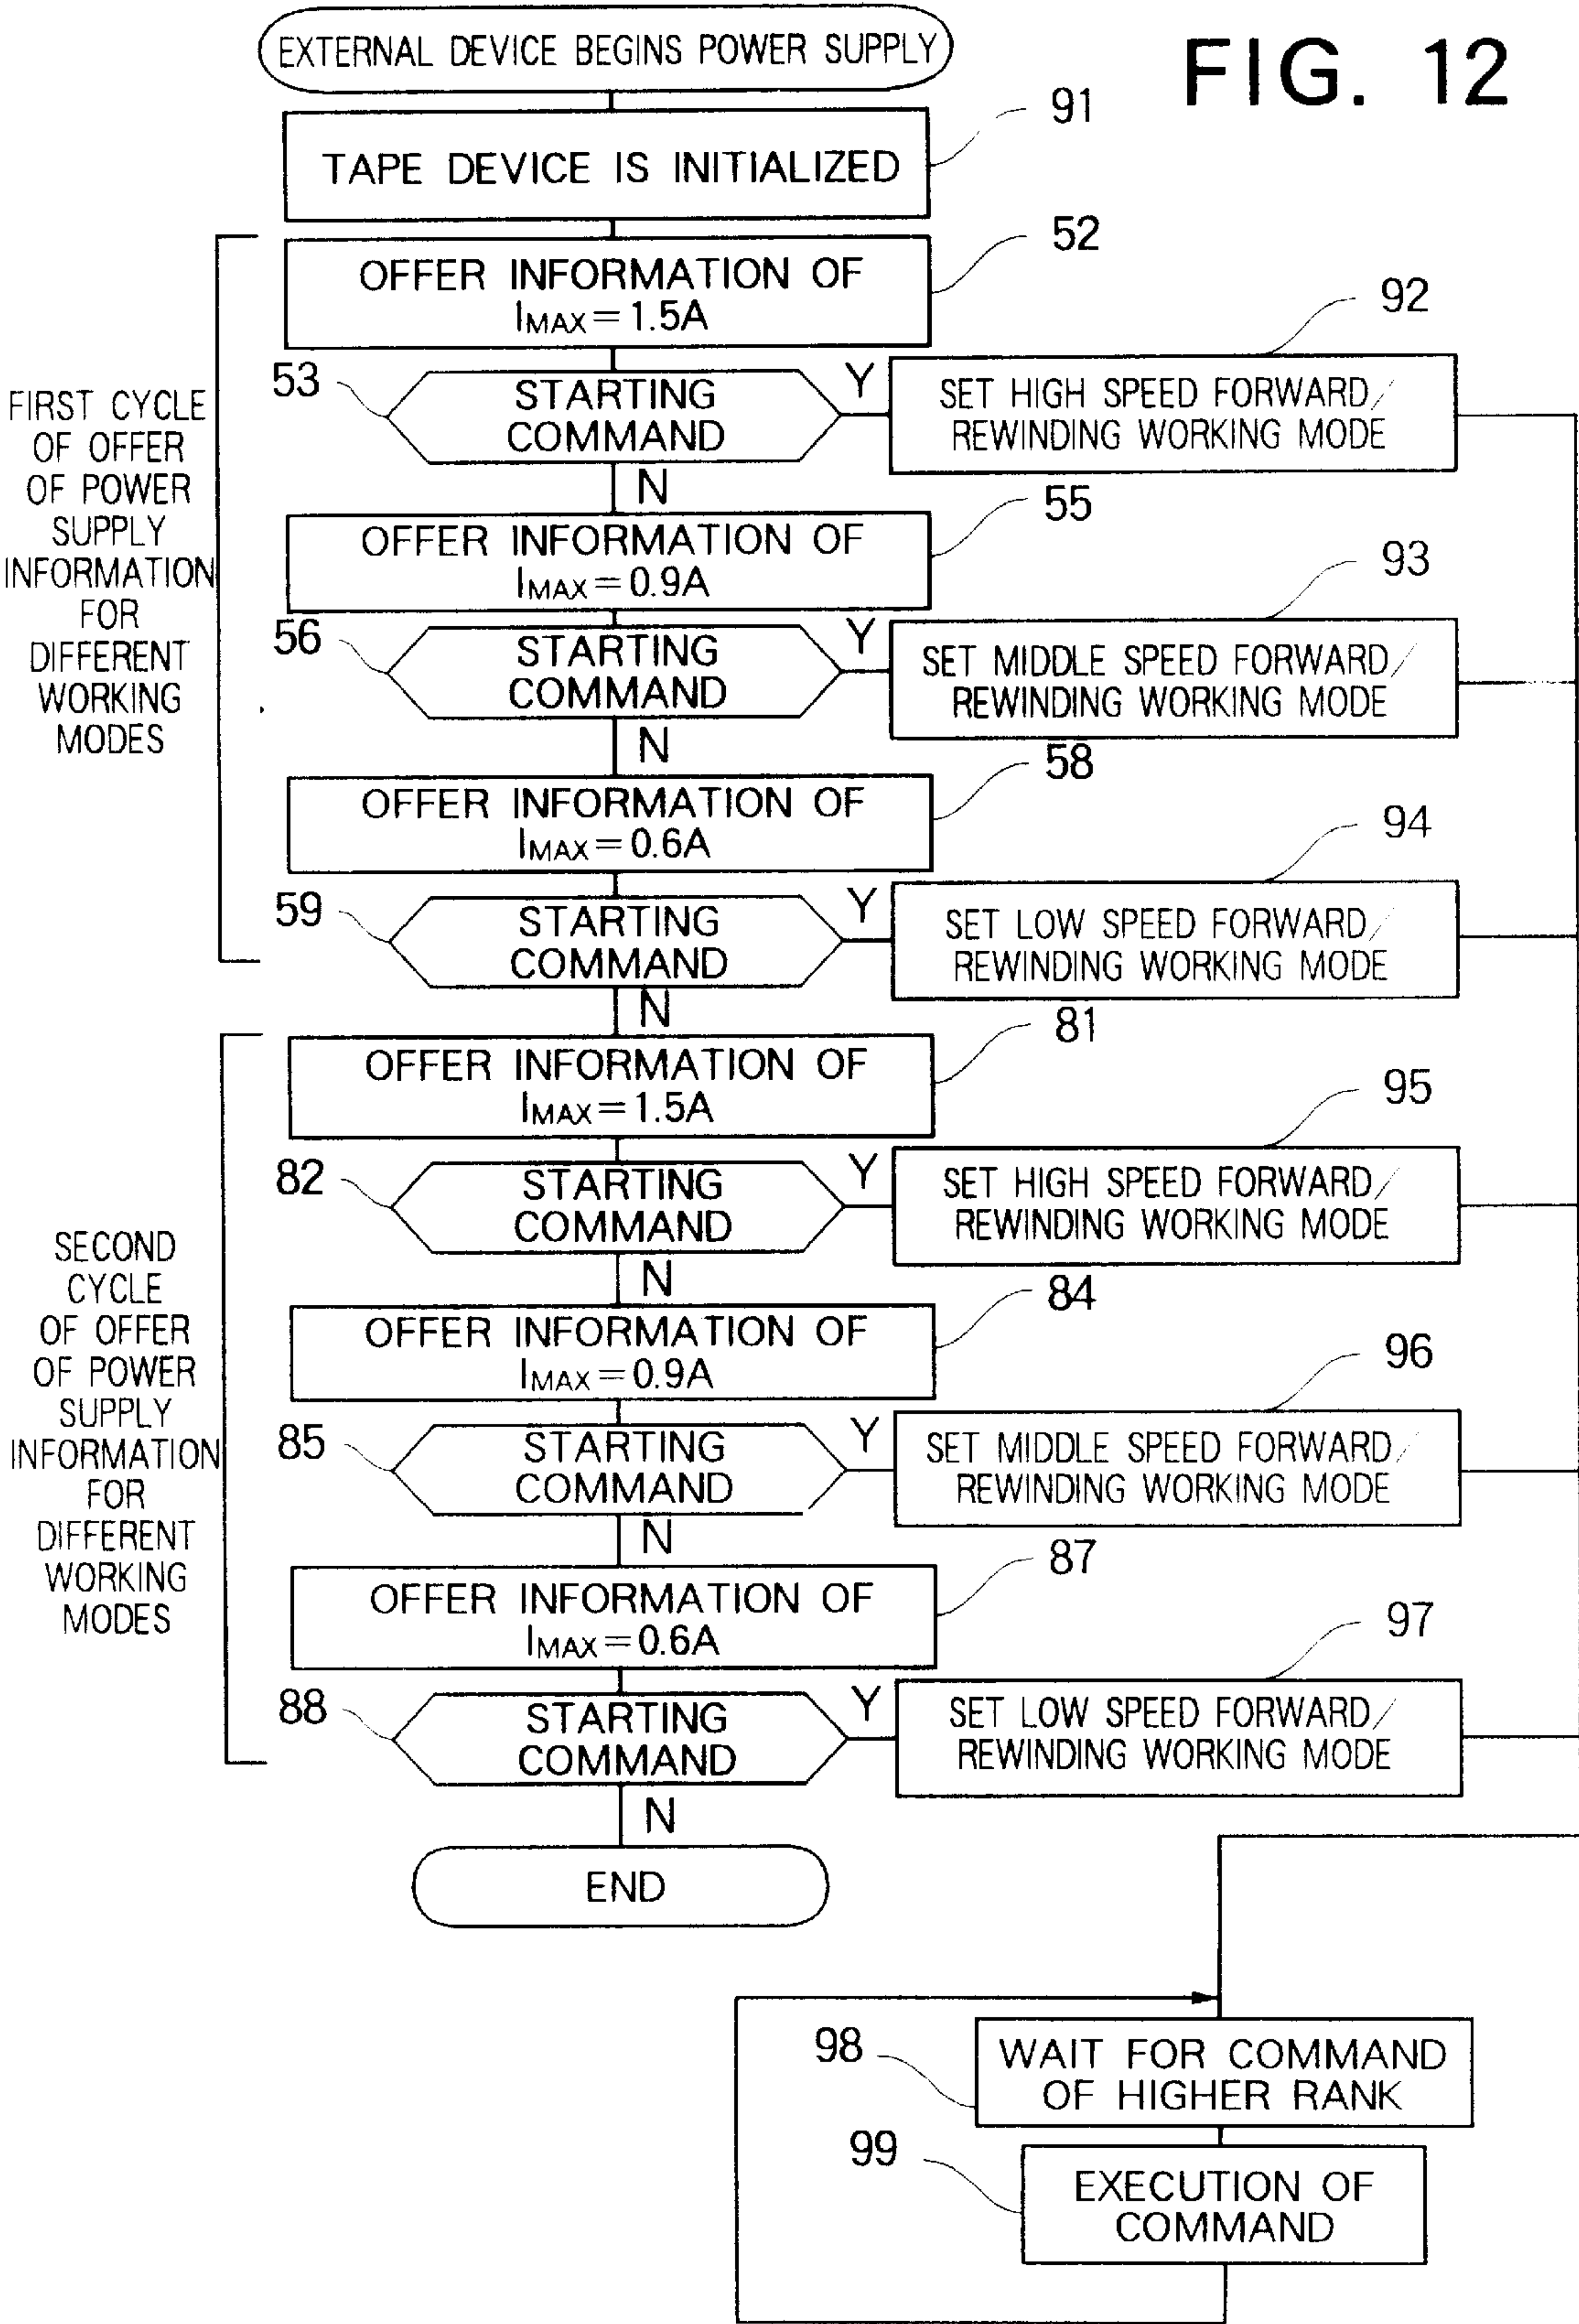 EXTERNAL DEVICE BEGINS POWER SUPPLY
FIG. 12
91
TAPE DEVICE IS INITIALIZED
52
OFFER INFORMATION OF
IMAX=1.5A
92
53
STARTING
COMMAND
Y
SET HIGH SPEED FORWARD/
REWINDING WORKING MODE
N
FIRST CYCLE
OF OFFER
OF POWER
SUPPLY
INFORMATION
FOR
DIFFERENT
WORKING
MODES
55
OFFER INFORMATION OF
IMAX=0.9A
93
56
STARTING
COMMAND
Y
SET MIDDLE SPEED FORWARD/
REWINDING WORKING MODE
N
58
OFFER INFORMATION OF
IMAX=0.6A
94
59
STARTING
COMMAND
Y
SET LOW SPEED FORWARD/
REWINDING WORKING MODE
N
81
OFFER INFORMATION OF
IMAX=1.5A
95
82
STARTING
COMMAND
Y
SET HIGH SPEED FORWARD/
REWINDING WORKING MODE
N
SECOND
CYCLE
OF OFFER
OF POWER
SUPPLY
INFORMATION
FOR
DIFFERENT
WORKING
MODES
84
OFFER INFORMATION OF
IMAX=0.9A
96
85
STARTING
COMMAND
Y
SET MIDDLE SPEED FORWARD/
REWINDING WORKING MODE
N
87
OFFER INFORMATION OF
IMAX=0.6A
97
88
STARTING
COMMAND
Y
SET LOW SPEED FORWARD/
REWINDING WORKING MODE
N
END
98
WAIT FOR COMMAND
OF HIGHER RANK
99
EXECUTION OF
COMMAND